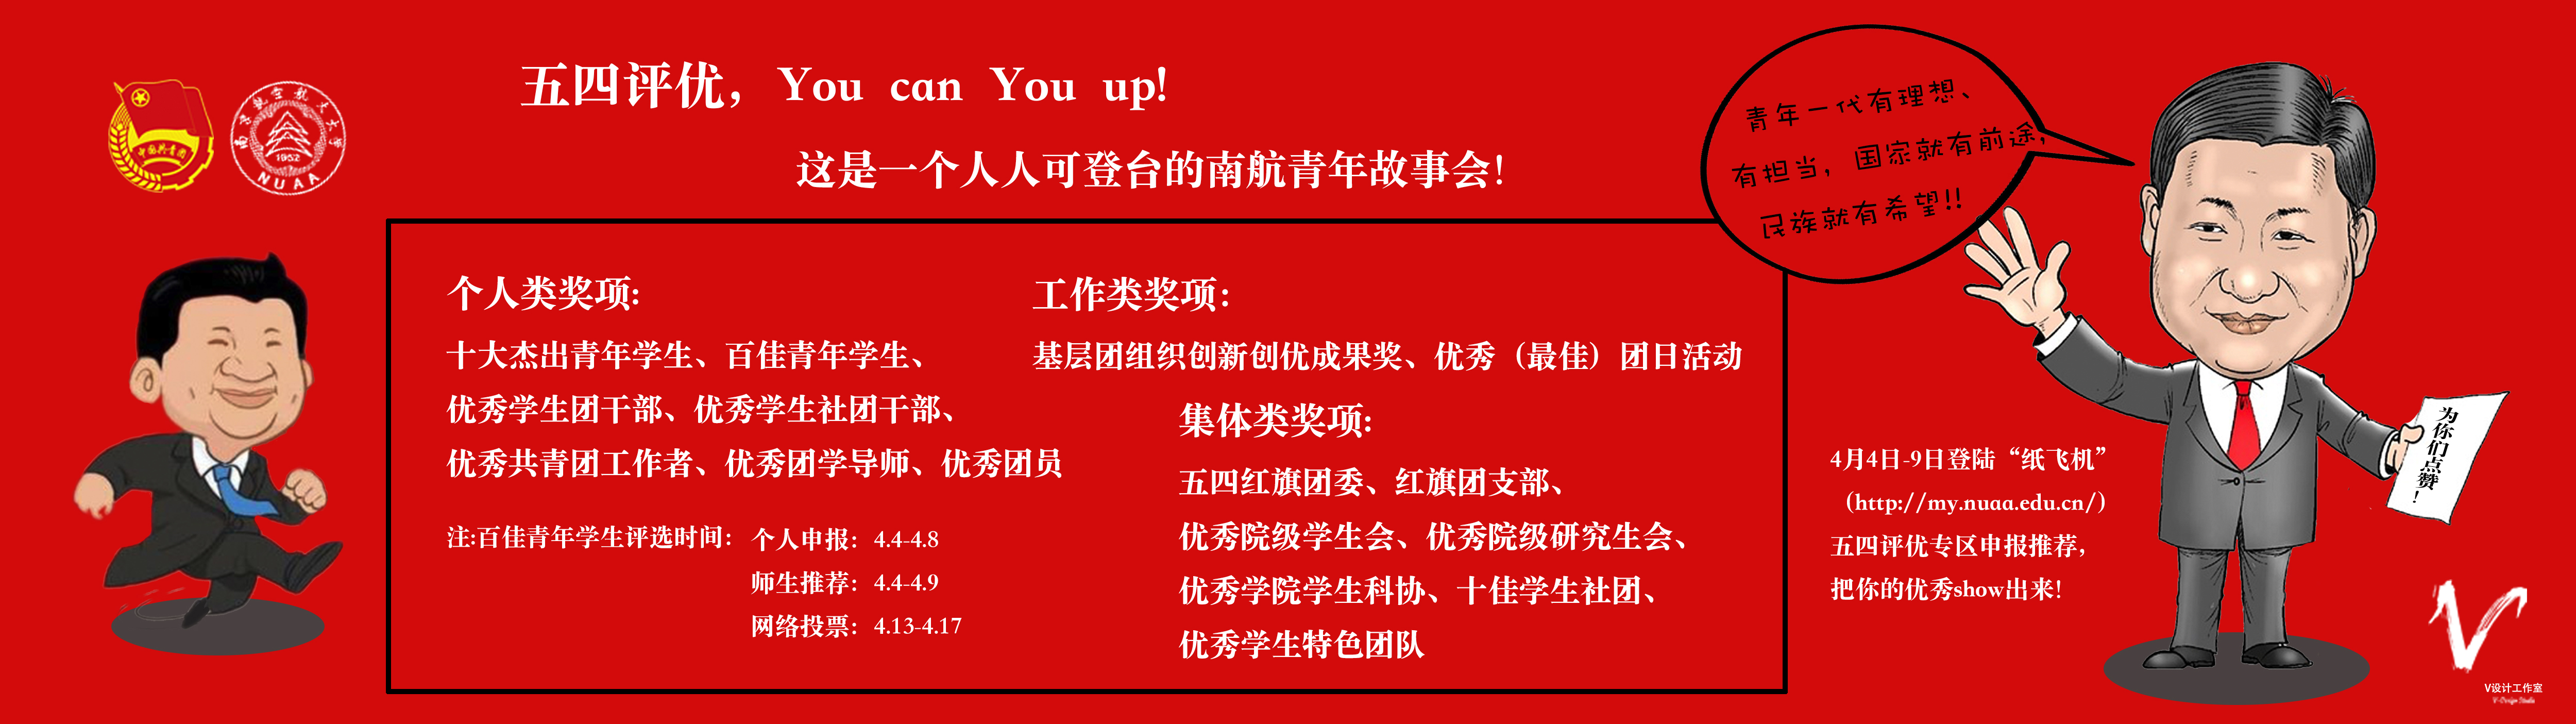 中国共青团
南京航空航天大学
1952
NUAA
五四评优，You can You up!
这是一个人人可登台的南航青年故事会!
青年一代有理想、
有担当，国家就有前途，
民族就有希望!!
个人类奖项:
十大杰出青年学生、百佳青年学生、
优秀学生团干部、优秀学生社团干部、
优秀共青团工作者、优秀团学导师、优秀团员
注:百佳青年学生评选时间： 个人申报：4.4-4.8
师生推荐：4.4-4.9
网络投票：4.13-4.17
工作类奖项：
基层团组织创新创优成果奖、优秀（最佳）团日活动
集体类奖项:
五四红旗团委、红旗团支部、
优秀院级学生会、优秀院级研究生会、
优秀学院学生科协、十佳学生社团、
优秀学生特色团队
4月4日-9日登陆“纸飞机”
（http://my.nuaa.edu.cn/）
五四评优专区申报推荐，
把你的优秀show出来!
为你们点赞！
V
V设计工作室
V-Design Studio